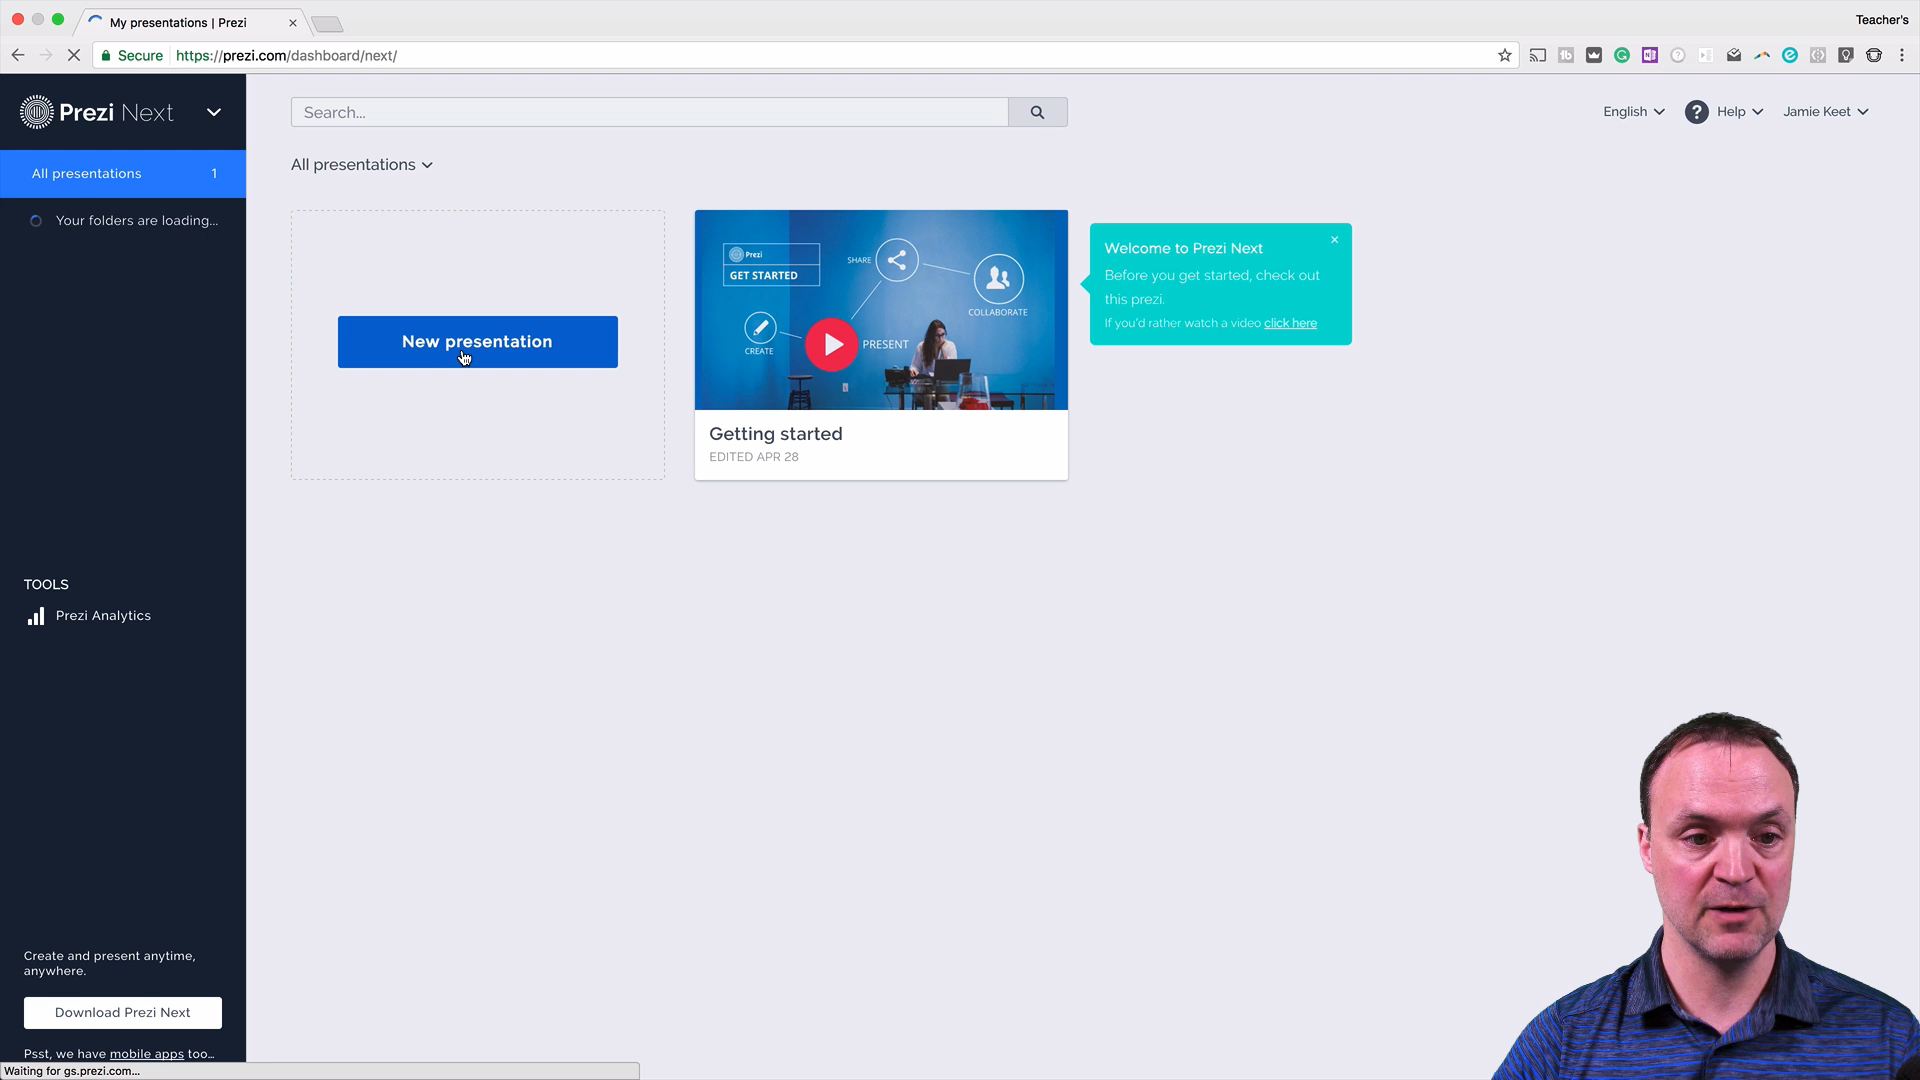 My presentations | Prezi
Teacher's
Secure
https://prezi.com/dashboard/next/
Prezi Next
Search...
English
Help
Jamie Keet
All presentations 1
All presentations
Your folders are loading...
New presentation
Prezi
GET STARTED
SHARE
COLLABORATE
CREATE
PRESENT
Welcome to Prezi Next
Before you get started, check out
this prezi.
If you'd rather watch a video click here
Getting started
EDITED APR 28
TOOLS
Prezi Analytics
Create and present anytime,
anywhere.
Download Prezi Next
Psst, we have mobile apps too...
Waiting for gs.prezi.com...